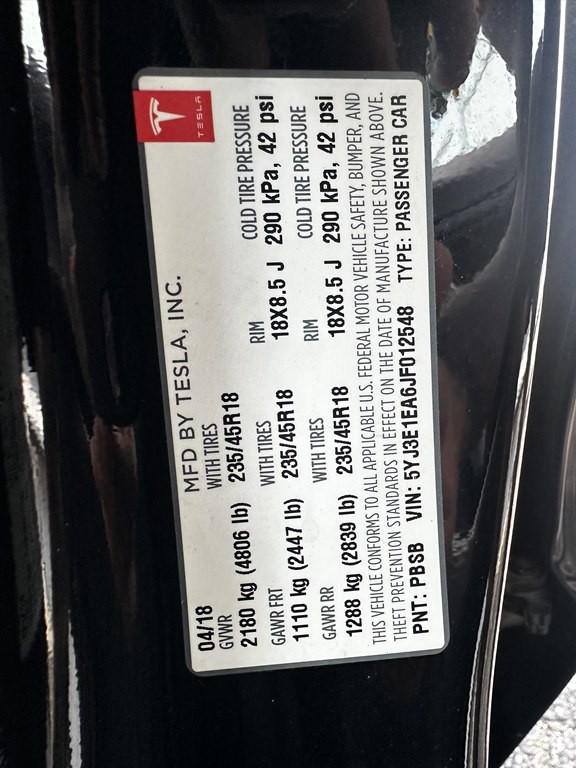 TESLA
04/18 MFD BY TESLA, INC.
GVWR WITH TIRES RIM COLD TIRE PRESSURE
2180 kg (4806 lb) 235/45R18 18X8.5 J 290 kPa, 42 psi
GAWR FRT WITH TIRES RIM COLD TIRE PRESSURE
1110 kg (2447 lb) 235/45R18 18X8.5 J 290 kPa, 42 psi
GAWR RR WITH TIRES
1288 kg (2839 lb) 235/45R18
THIS VEHICLE CONFORMS TO ALL APPLICABLE U.S. FEDERAL MOTOR VEHICLE SAFETY, BUMPER, AND
THEFT PREVENTION STANDARDS IN EFFECT ON THE DATE OF MANUFACTURE SHOWN ABOVE.
PNT: PBSB VIN: 5YJ3E1EA6JF012548 TYPE: PASSENGER CAR